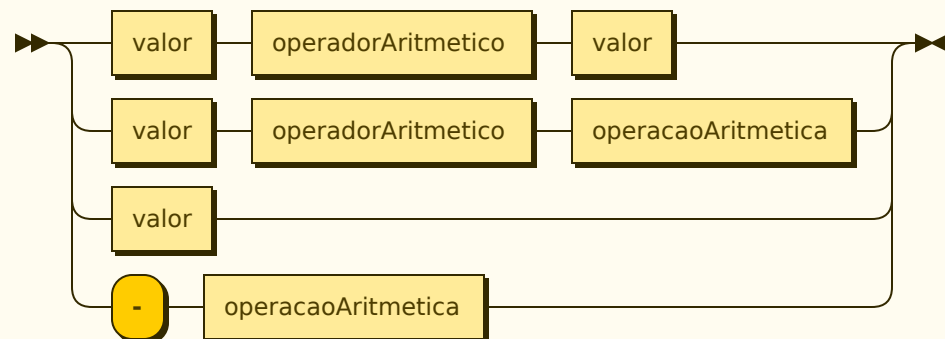 valor operadorAritmetico valor
valor operadorAritmetico operacaoAritmetica
valor
- operacaoAritmetica